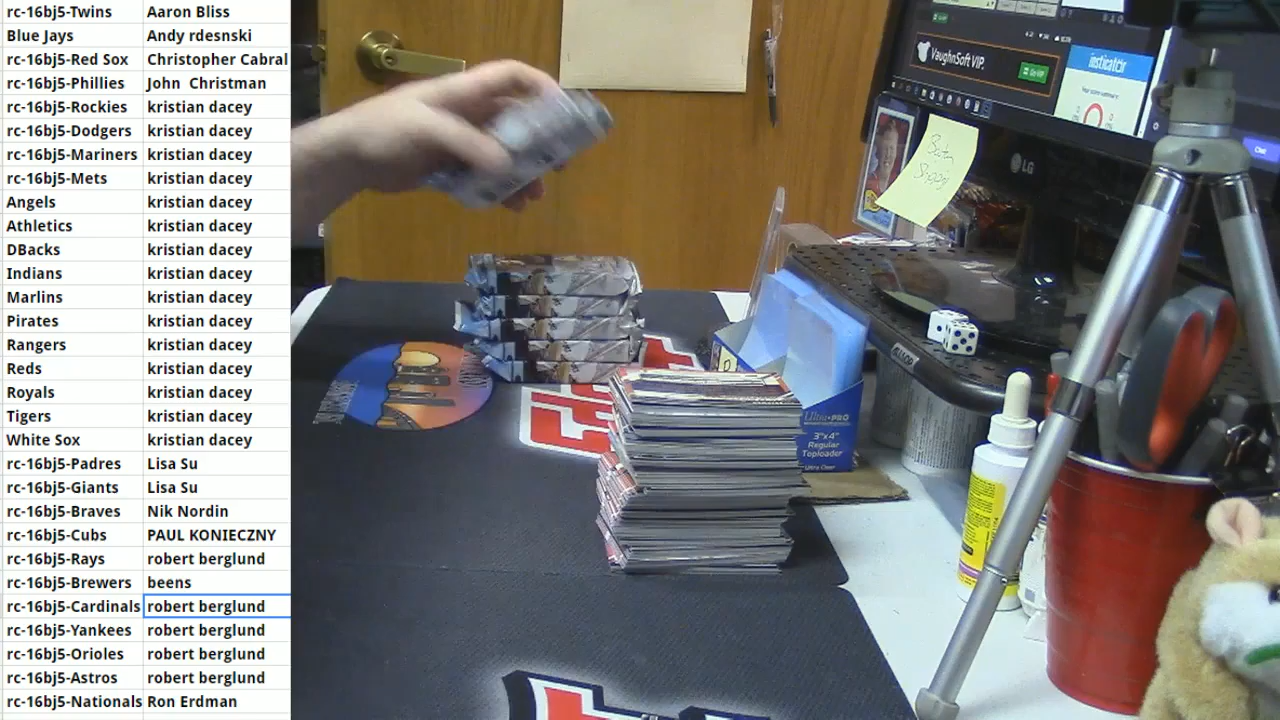 rc-16bj5-Twins Aaron Bliss
Blue Jays Andy rdesnski
rc-16bj5-Red Sox Christopher Cabral
rc-16bj5-Phillies John Christman
rc-16bj5-Rockies kristian dacey
rc-16bj5-Dodgers kristian dacey
rc-16bj5-Mariners kristian dacey
rc-16bj5-Mets kristian dacey
Angels kristian dacey
Athletics kristian dacey
DBacks kristian dacey
Indians kristian dacey
Marlins kristian dacey
Pirates kristian dacey
Rangers kristian dacey
Reds kristian dacey
Royals kristian dacey
Tigers kristian dacey
White Sox kristian dacey
rc-16bj5-Padres Lisa Su
rc-16bj5-Giants Lisa Su
rc-16bj5-Braves Nik Nordin
rc-16bj5-Cubs PAUL KONIECZNY
rc-16bj5-Rays robert berglund
rc-16bj5-Brewers beens
rc-16bj5-Cardinals robert berglund
rc-16bj5-Yankees robert berglund
rc-16bj5-Orioles robert berglund
rc-16bj5-Astros robert berglund
rc-16bj5-Nationals Ron Erdman
VaughnSoft VIP.
Go VIP
insticator
Chat
LG
Ultra-PRO
3"x4"
Regular
Toploader
Ultra Clear